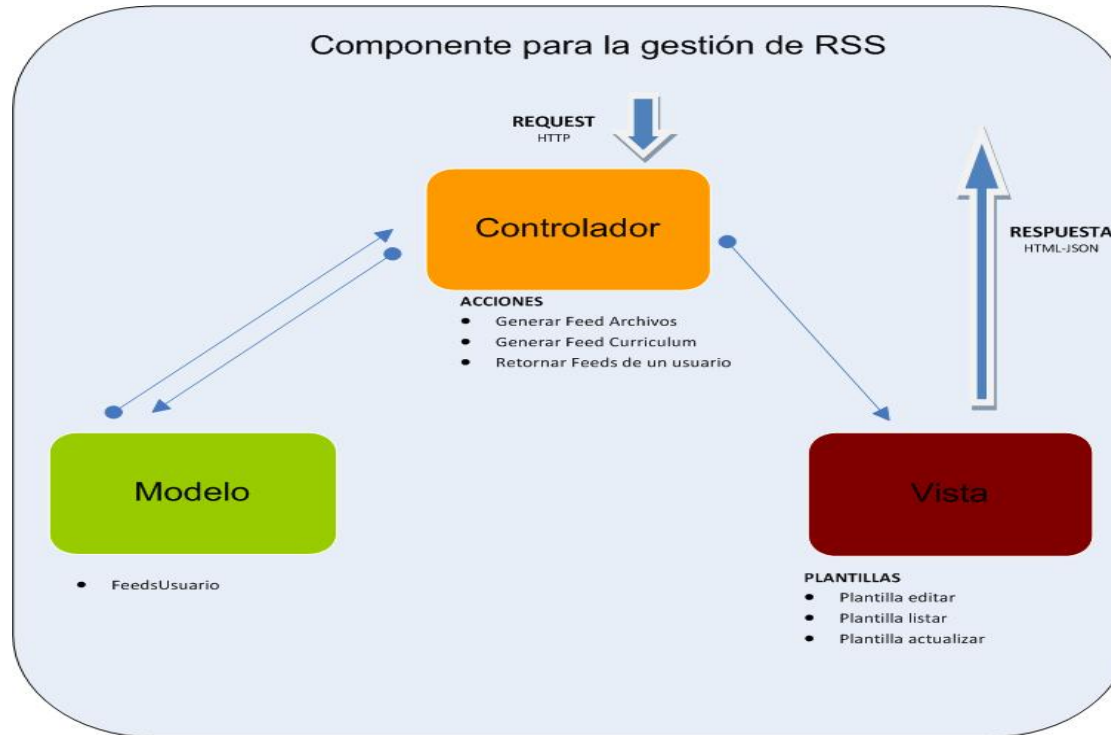 Componente para la gestión de RSS
REQUEST
HTTP
Controlador
RESPUESTA
HTML-JSON
ACCIONES
• Generar Feed Archivos
• Generar Feed Curriculum
• Retornar Feeds de un usuario
Modelo
Vista
• FeedsUsuario
PLANTILLAS
• Plantilla editar
• Plantilla listar
• Plantilla actualizar